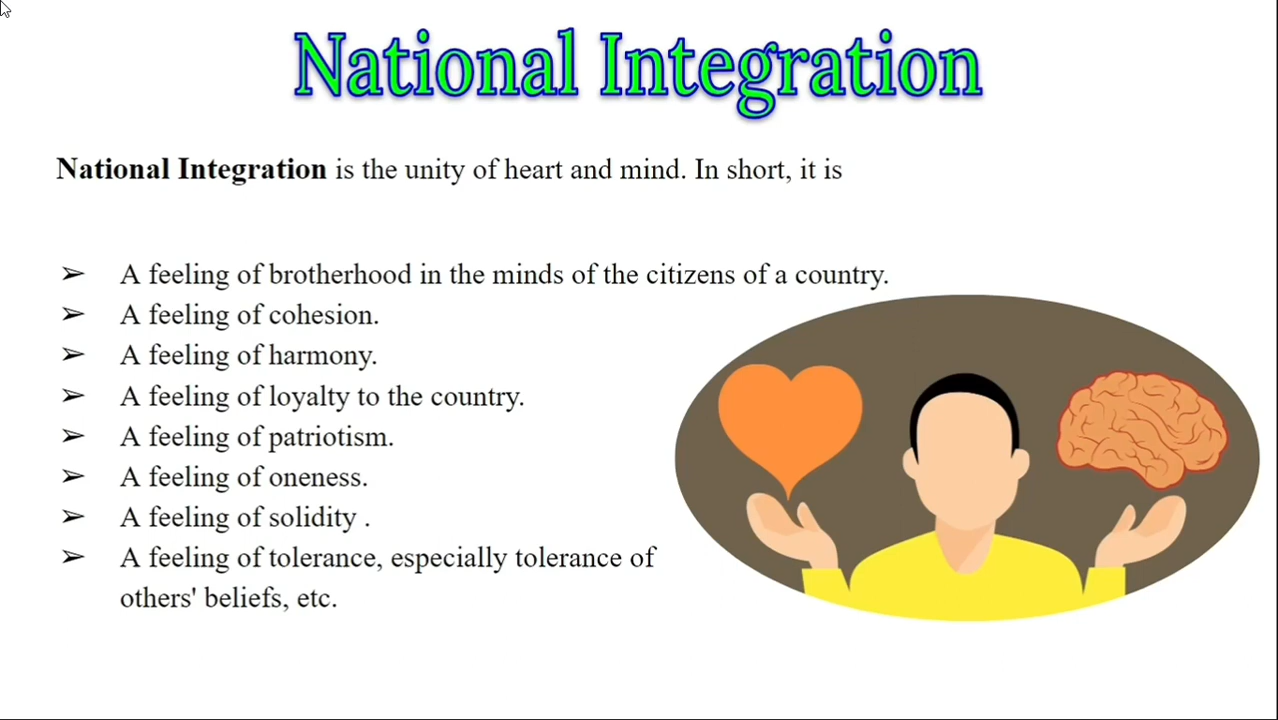 National Integration
National Integration is the unity of heart and mind. In short, it is
➢ A feeling of brotherhood in the minds of the citizens of a country.
➢ A feeling of cohesion.
➢ A feeling of harmony.
➢ A feeling of loyalty to the country.
➢ A feeling of patriotism.
➢ A feeling of oneness.
➢ A feeling of solidity .
➢ A feeling of tolerance, especially tolerance of
others' beliefs, etc.